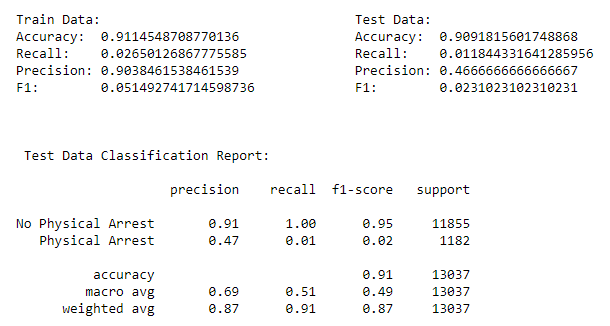 Train Data: Test Data:
Accuracy: 0.9114548708770136 Accuracy: 0.9091815601748868
Recall: 0.02650126867775585 Recall: 0.011844331641285956
Precision: 0.9038461538461539 Precision: 0.4666666666666667
F1: 0.051492741714598736 F1: 0.0231023102310231
Test Data Classification Report:
precision recall f1-score support
No Physical Arrest 0.91 1.00 0.95 11855
Physical Arrest 0.47 0.01 0.02 1182
accuracy 0.91 13037
macro avg 0.69 0.51 0.49 13037
weighted avg 0.87 0.91 0.87 13037